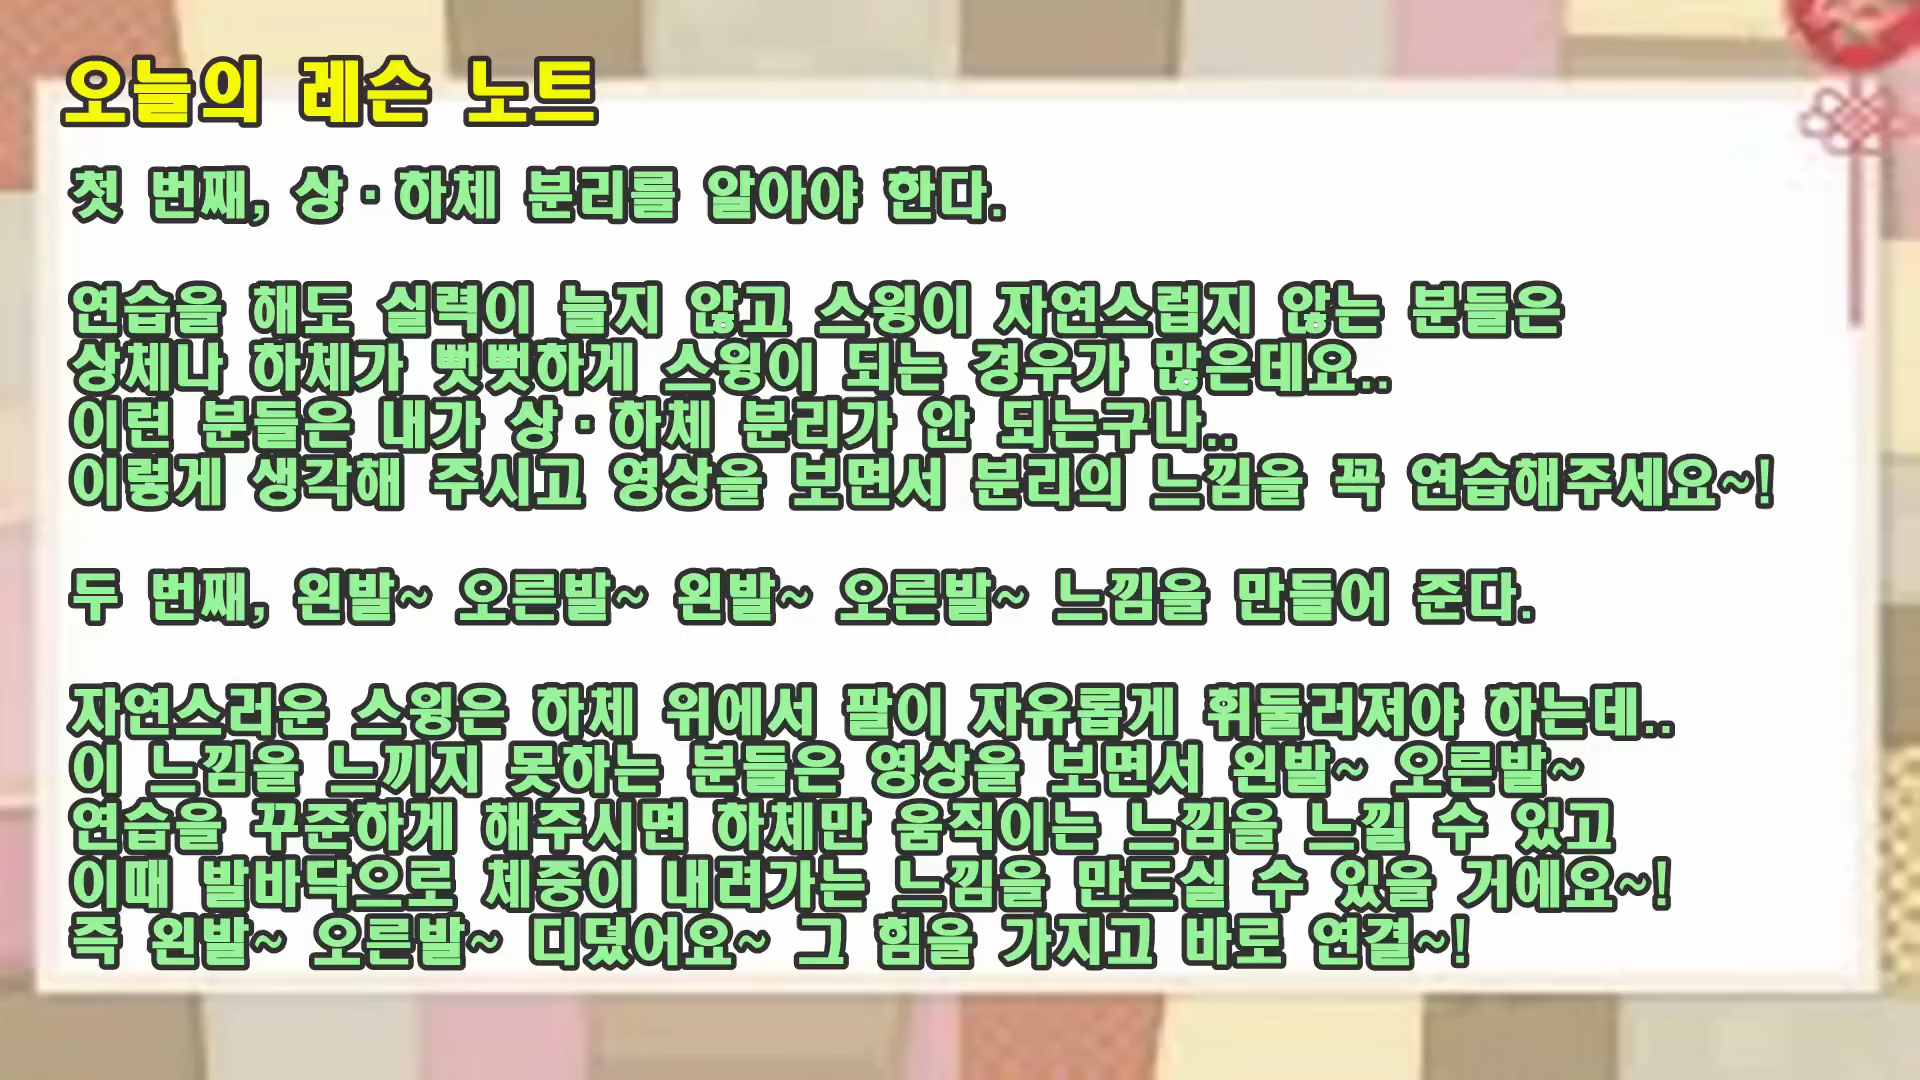 오늘의 레슨 노트
첫 번째, 상·하체 분리를 알아야 한다.
연습을 해도 실력이 늘지 않고 스윙이 자연스럽지 않는 분들은
상체나 하체가 뻣뻣하게 스윙이 되는 경우가 많은데요..
이런 분들은 내가 상·하체 분리가 안 되는구나..
이렇게 생각해 주시고 영상을 보면서 분리의 느낌을 꼭 연습해주세요~!
두 번째, 왼발~ 오른발~ 왼발~ 오른발~ 느낌을 만들어 준다.
자연스러운 스윙은 하체 위에서 팔이 자유롭게 휘둘러져야 하는데..
이 느낌을 느끼지 못하는 분들은 영상을 보면서 왼발~ 오른발~
연습을 꾸준하게 해주시면 하체만 움직이는 느낌을 느낄 수 있고
이때 발바닥으로 체중이 내려가는 느낌을 만드실 수 있을 거에요~!
즉 왼발~ 오른발~ 디뎠어요~ 그 힘을 가지고 바로 연결~!